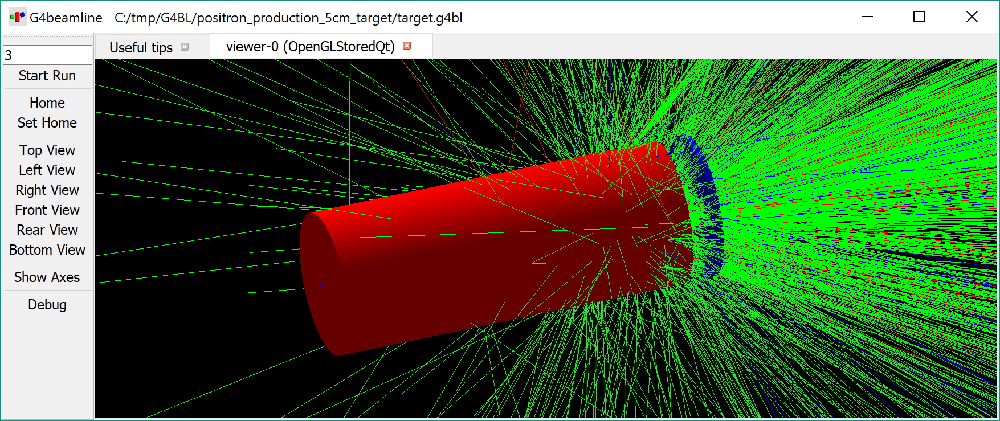 G4beamline C:/tmp/G4BL/positron_production_5cm_target/target.g4bl
Useful tips
viewer-0 (OpenGLStoredQt)
3
Start Run
Home
Set Home
Top View
Left View
Right View
Front View
Rear View
Bottom View
Show Axes
Debug